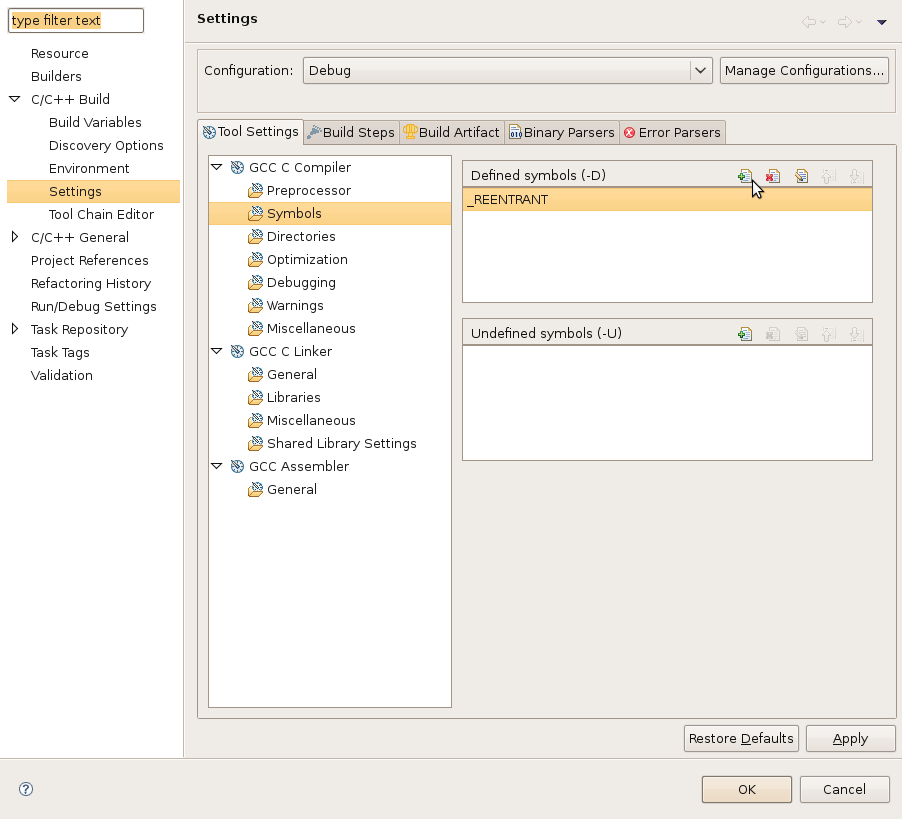 type filter text
Resource
Builders
C/C++ Build
Build Variables
Discovery Options
Environment
Settings
Tool Chain Editor
C/C++ General
Project References
Refactoring History
Run/Debug Settings
Task Repository
Task Tags
Validation
Settings
Configuration: Debug Manage Configurations...
Tool Settings Build Steps Build Artifact Binary Parsers Error Parsers
GCC C Compiler
Preprocessor
Symbols
Directories
Optimization
Debugging
Warnings
Miscellaneous
GCC C Linker
General
Libraries
Miscellaneous
Shared Library Settings
GCC Assembler
General
Defined symbols (-D)
_REENTRANT
Undefined symbols (-U)
Restore Defaults Apply
OK Cancel